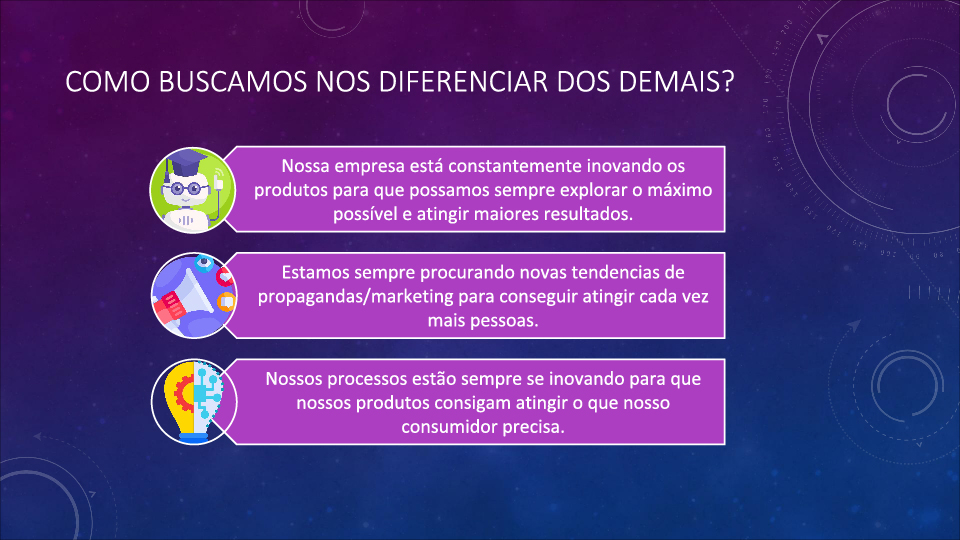 COMO BUSCAMOS NOS DIFERENCIAR DOS DEMAIS?
Nossa empresa está constantemente inovando os
produtos para que possamos sempre explorar o máximo
possível e atingir maiores resultados.
Estamos sempre procurando novas tendencias de
propagandas/marketing para conseguir atingir cada vez
mais pessoas.
Nossos processos estão sempre se inovando para que
nossos produtos consigam atingir o que nosso
consumidor precisa.